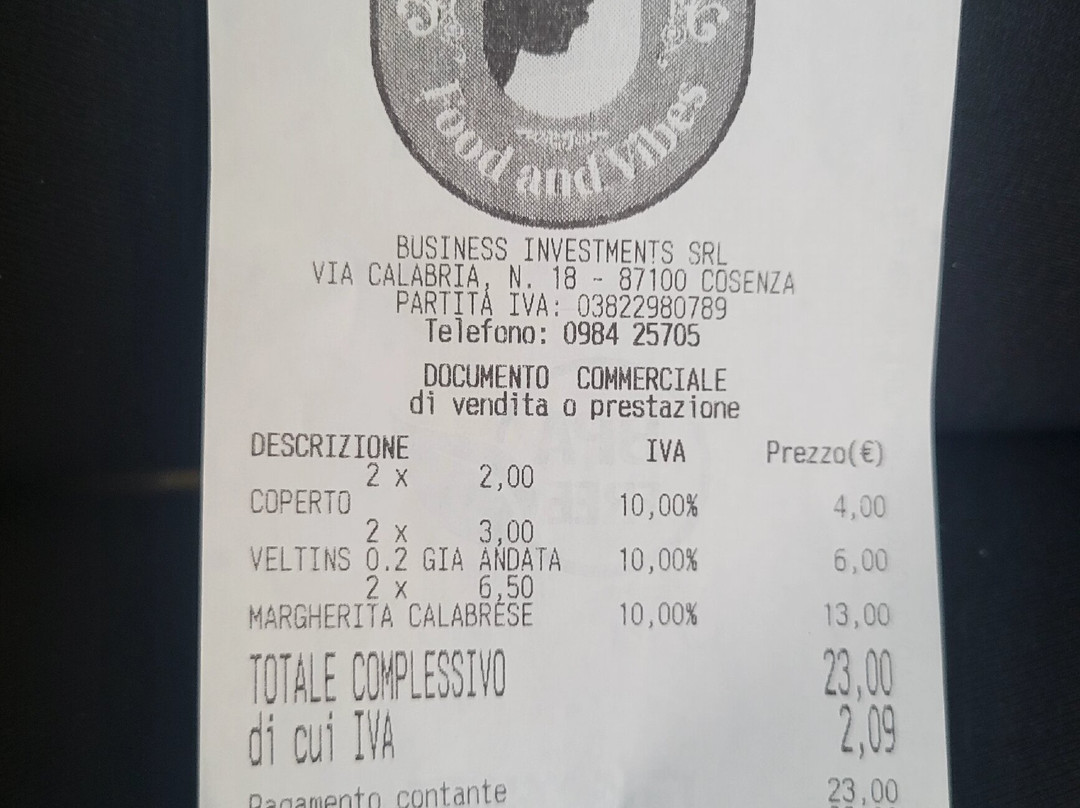 Food and Vibes
BUSINESS INVESTMENTS SRL
VIA CALABRIA, N. 18 - 87100 COSENZA
PARTITA IVA: 03822980789
Telefono: 0984 25705
DOCUMENTO COMMERCIALE
di vendita o prestazione
DESCRIZIONE IVA Prezzo(€)
2 x 2,00
COPERTO 10,00% 4,00
2 x 3,00
VELTINS 0.2 GIA ANDATA 10,00% 6,00
2 x 6,50
MARGHERITA CALABRESE 10,00% 13,00
TOTALE COMPLESSIVO 23,00
di cui IVA 2,09
Pagamento contante 23,00